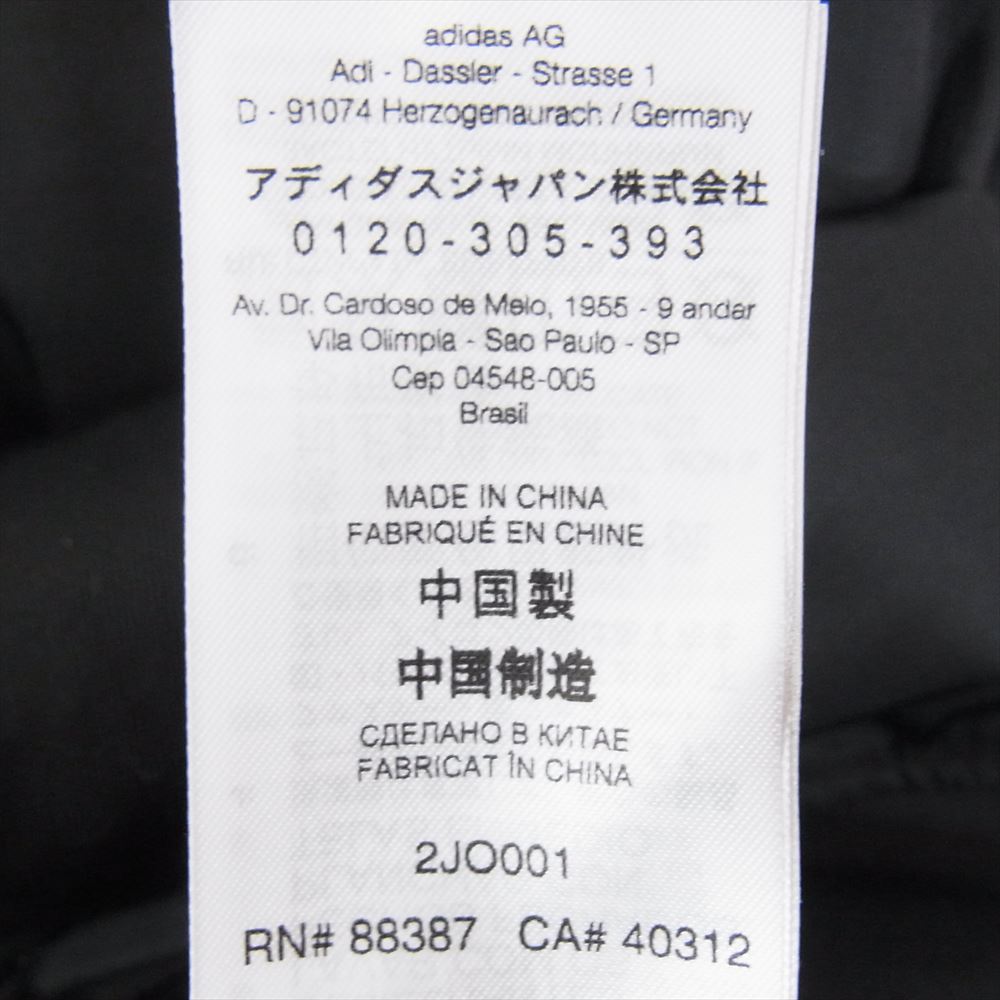 adidas AG
Adi - Dassler - Strasse 1
D - 91074 Herzogenaurach / Germany
アディダスジャパン株式会社
0120-305-393
Av. Dr. Cardoso de Melo, 1955 - 9 andar
Vila Olimpia - Sao Paulo - SP
Cep 04548-005
Brasil
MADE IN CHINA
FABRIQUÉ EN CHINE
中国製
中国制造
СДЕЛАНО В КИТАЕ
FABRICAT ÎN CHINA
2JO001
RN# 88387 CA# 40312